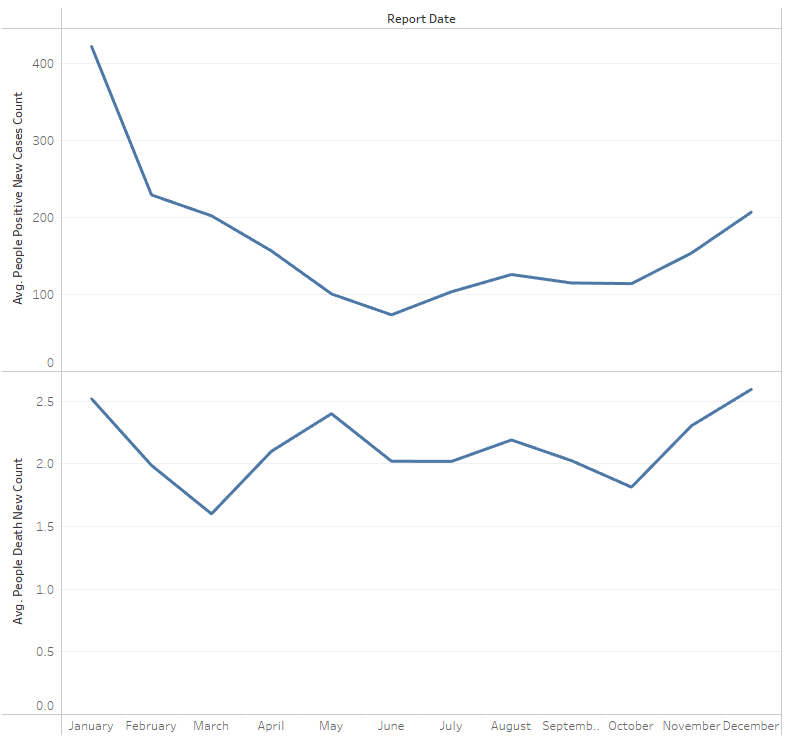 Report Date
Avg. People Positive New Cases Count
400
300
200
100
0
Avg. People Death New Count
2.5
2.0
1.5
1.0
0.5
0.0
January February March April May June July August Septemb.. October November December